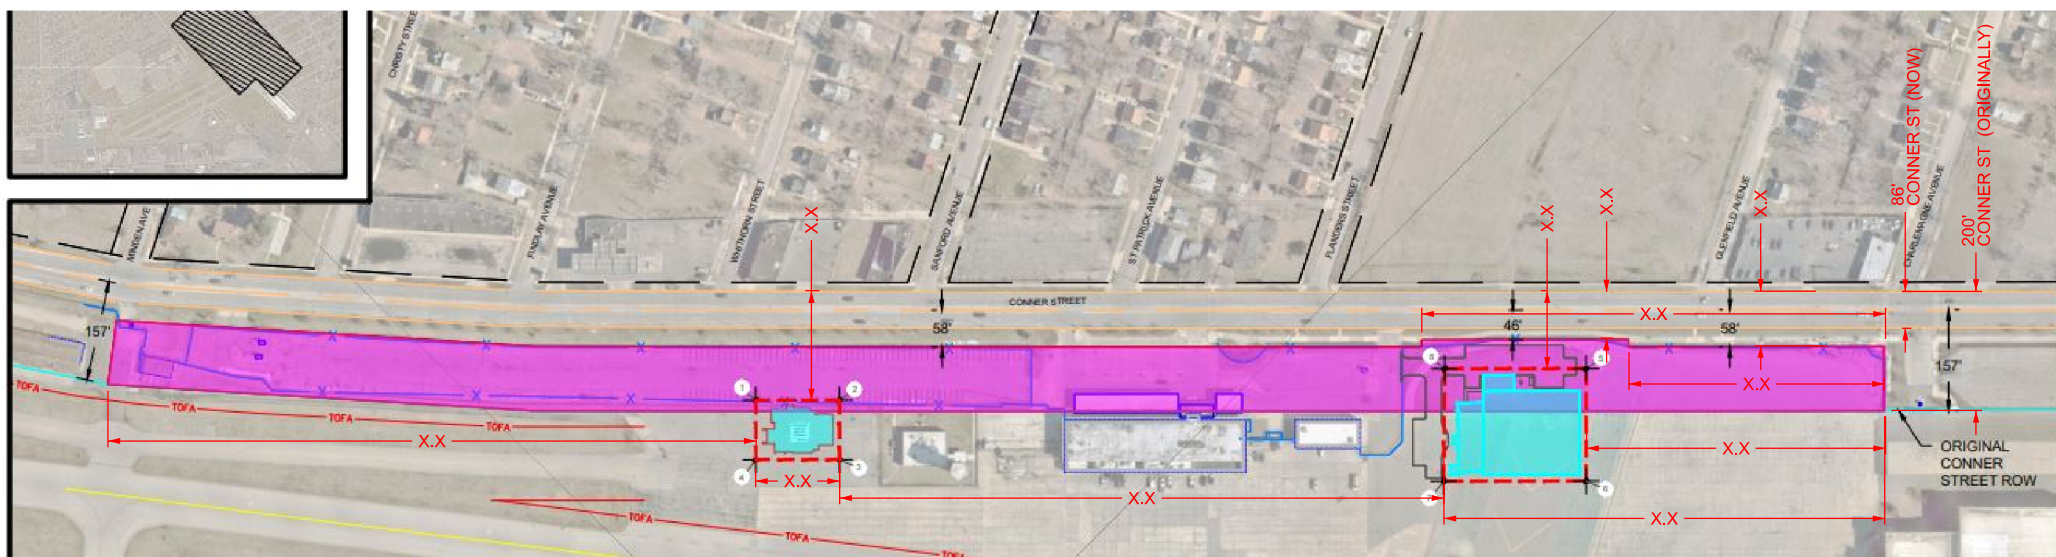 CHRISTY STREET
MINDEN AVE
FINDLAY AVENUE
WHITHORN STREET
SANFORD AVENUE
ST. PATRICK AVENUE
FLANDERS STREET
GLENFIELD AVENUE
CHARLEMAGNE AVENUE
X.X
X.X
X.X
X.X
86'
CONNER ST (NOW)
200'
CONNER ST (ORIGINALLY)
CONNER STREET
157'
58'
46'
X.X
58'
157'
X
X
X
X
X
X
X
X
X
X
X
X
X
X
X.X
1
2
8
5
TOFA
TOFA
TOFA
TOFA
X.X
X.X
ORIGINAL
CONNER
STREET ROW
4
3
X.X
X.X
6
X.X
TOFA
TOFA
TOFA